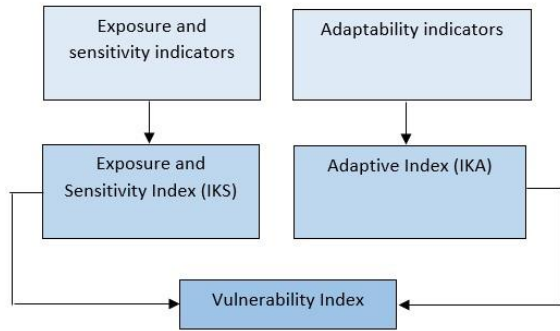 Exposure and
sensitivity indicators
Adaptability indicators
Exposure and
Sensitivity Index (IKS)
Adaptive Index (IKA)
Vulnerability Index